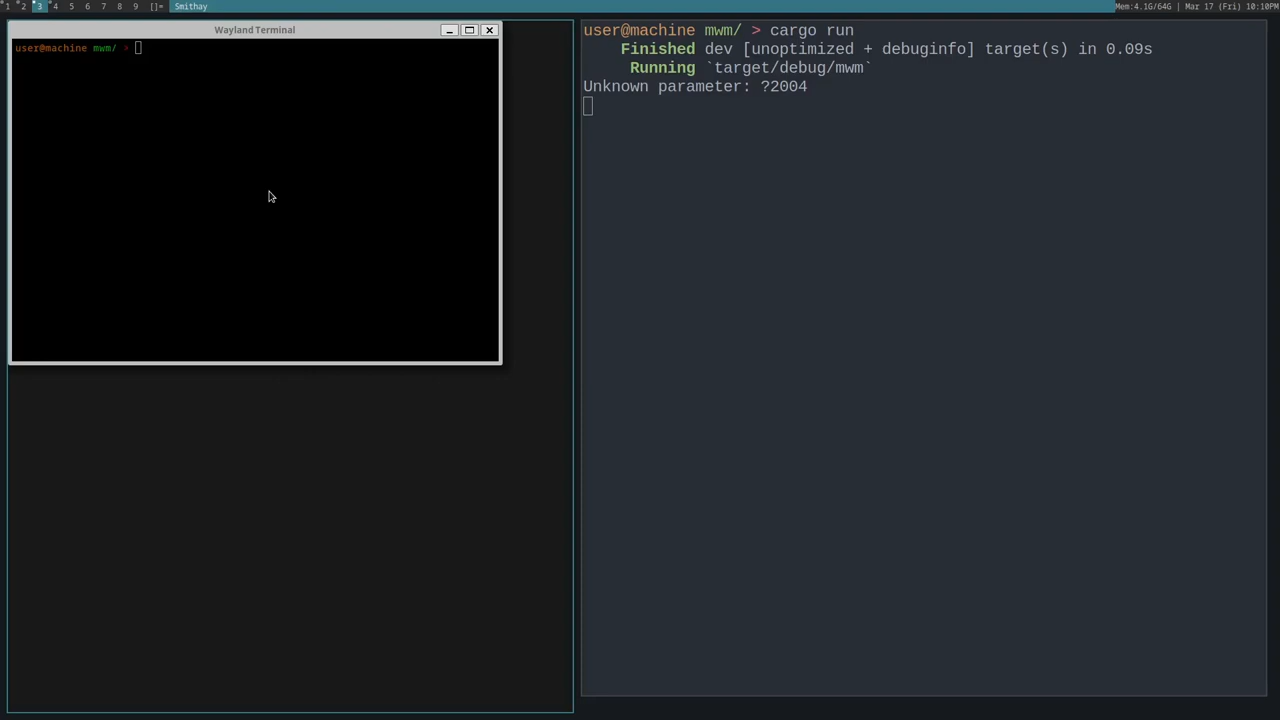 1 2 3 4 5 6 7 8 9 []= Smithay Mem:4.1G/64G | Mar 17 (Fri) 10:10PM
Wayland Terminal
user@machine mwm/ >
user@machine mwm/ > cargo run
Finished dev [unoptimized + debuginfo] target(s) in 0.09s
Running `target/debug/mwm`
Unknown parameter: ?2004